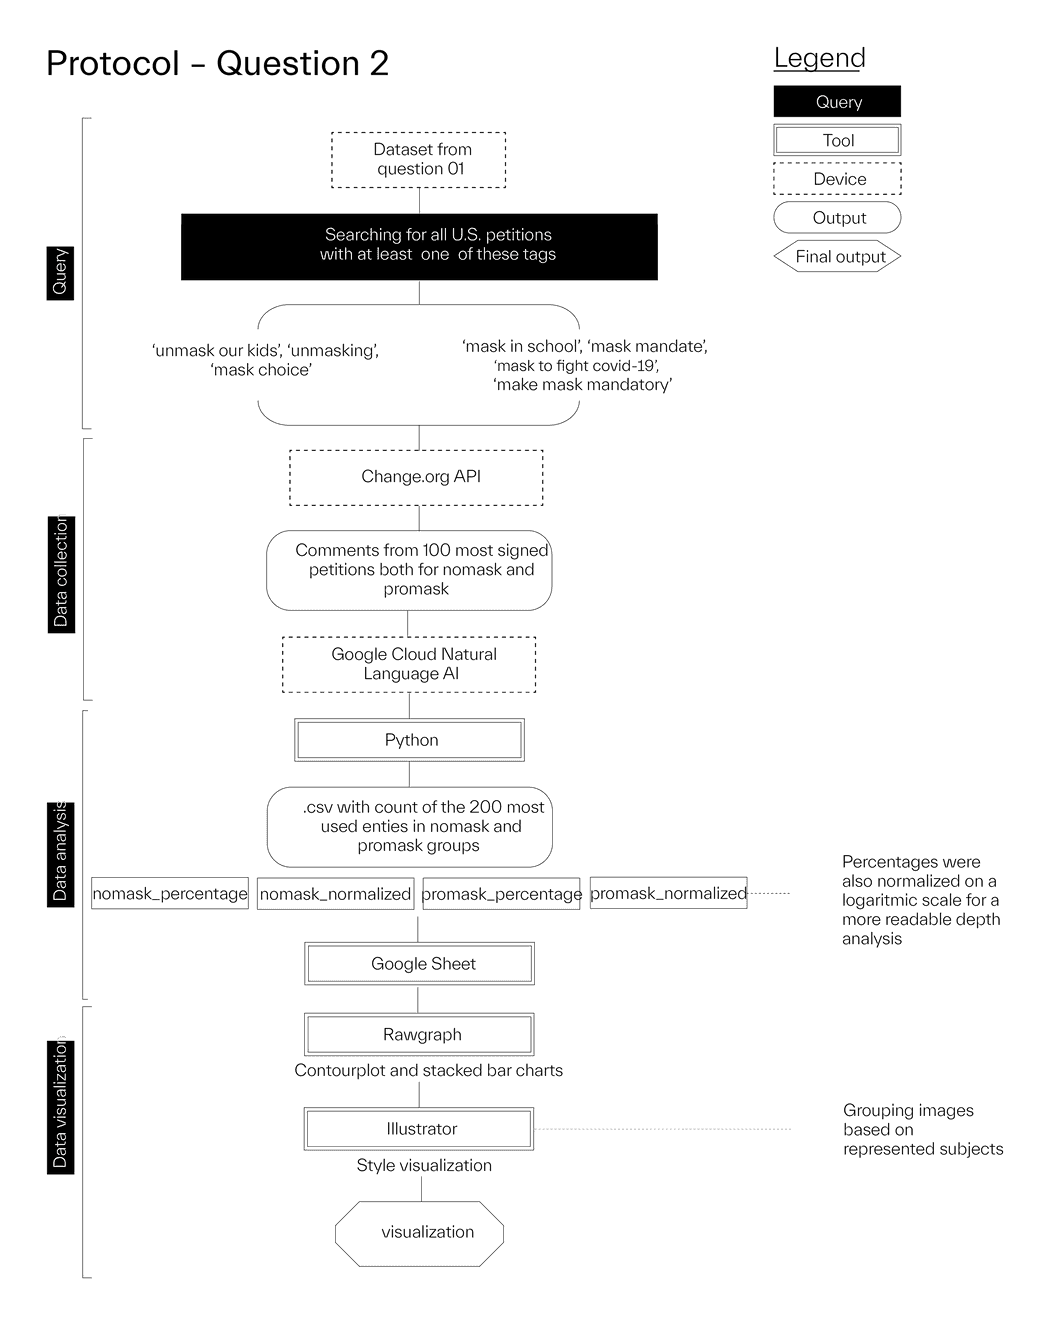 Protocol – Question 2
Legend
Query
Tool
Device
Output
Final output
Query
Dataset from
question 01
Searching for all U.S. petitions
with at least one of these tags
‘unmask our kids’, ‘unmasking’,
‘mask choice’
‘mask in school’, ‘mask mandate’,
‘mask to fight covid-19’,
‘make mask mandatory’
Data collection
Change.org API
Comments from 100 most signed
petitions both for nomask and
promask
Google Cloud Natural
Language AI
Data analysis
Python
.csv with count of the 200 most
used enties in nomask and
promask groups
nomask_percentage
nomask_normalized
promask_percentage
promask_normalized
Percentages were
also normalized on a
logaritmic scale for a
more readable depth
analysis
Google Sheet
Data visualization
Rawgraph
Contourplot and stacked bar charts
Illustrator
Grouping images
based on
represented subjects
Style visualization
visualization